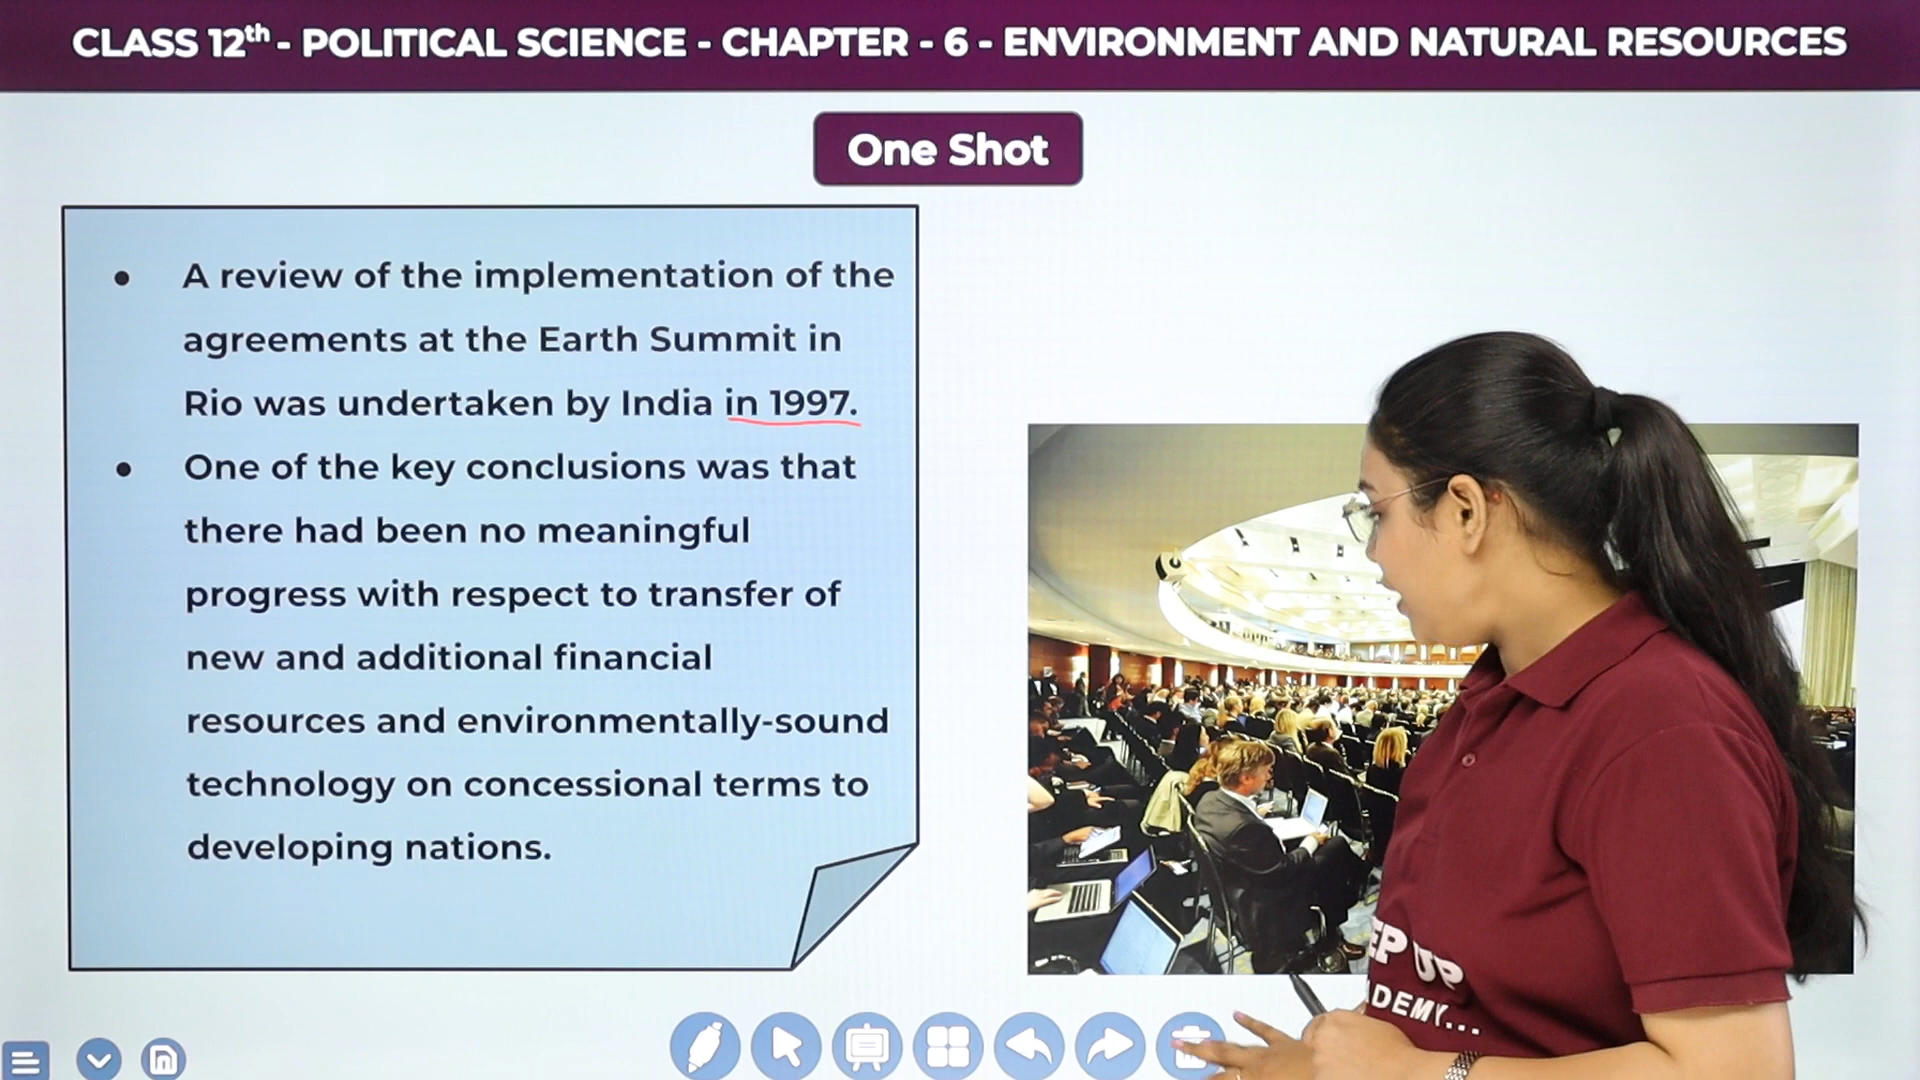 CLASS 12th - POLITICAL SCIENCE - CHAPTER - 6 - ENVIRONMENT AND NATURAL RESOURCES
One Shot
• A review of the implementation of the
agreements at the Earth Summit in
Rio was undertaken by India in 1997.
• One of the key conclusions was that
there had been no meaningful
progress with respect to transfer of
new and additional financial
resources and environmentally-sound
technology on concessional terms to
developing nations.
EP UP
ADEMY...